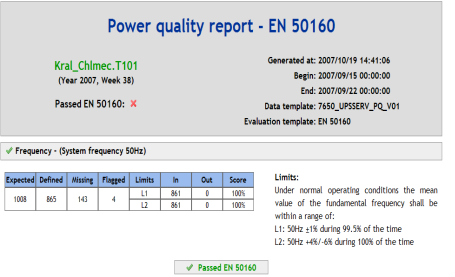 Power quality report - EN 50160
Kral_Chlmec.T101
(Year 2007, Week 38)
Passed EN 50160: ✗
Generated at: 2007/10/19 14:41:06
Begin: 2007/09/15 00:00:00
End: 2007/09/22 00:00:00
Data template: 7650_UPSSERV_PQ_V01
Evaluation template: EN 50160
✓ Frequency - (System frequency 50Hz)
Expected Defined Missing Flagged Limits In Out Score
1008 865 143 4 L1 861 0 100%
L2 861 0 100%
Limits:
Under normal operating conditions the mean
value of the fundamental frequency shall be
within a range of:
L1: 50Hz ±1% during 99.5% of the time
L2: 50Hz +4%/-6% during 100% of the time
✓ Passed EN 50160